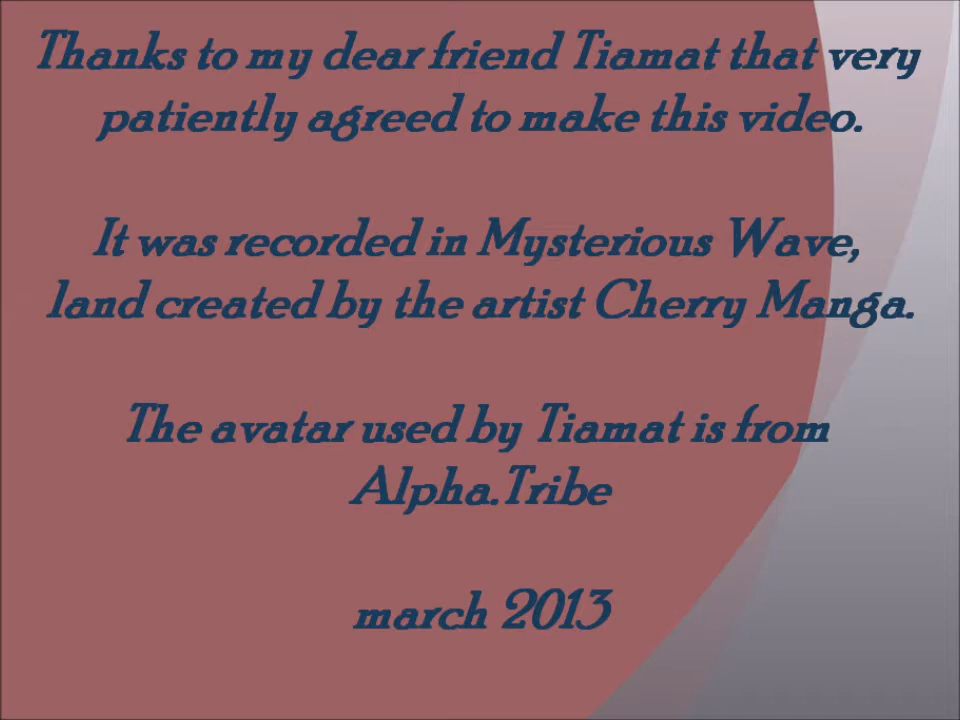 Thanks to my dear friend Tiamat that very
patiently agreed to make this video.
It was recorded in Mysterious Wave,
land created by the artist Cherry Manga.
The avatar used by Tiamat is from
Alpha.Tribe
march 2013